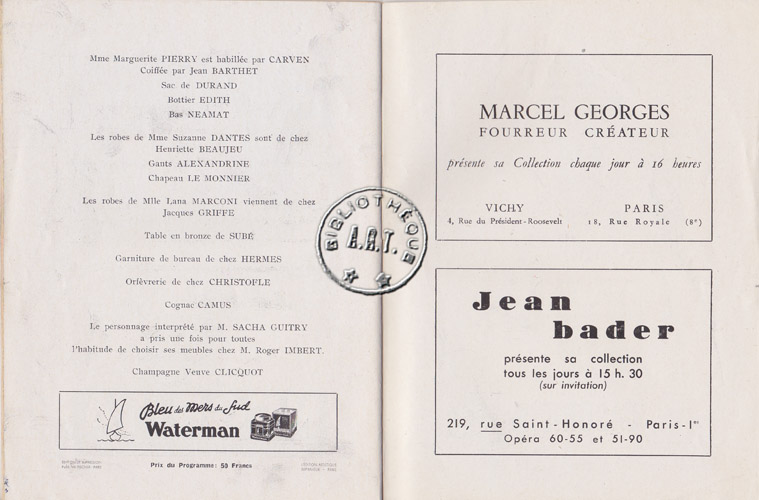 Mme Marguerite PIERRY est habillée par CARVEN
Coiffée par Jean BARTHET
Sac de DURAND
Bottier EDITH
Bas NEAMAT
Les robes de Mme Suzanne DANTES sont de chez
Henriette BEAUJEU
Gants ALEXANDRINE
Chapeau LE MONNIER
Les robes de Mlle Lana MARCONI viennent de chez
Jacques GRIFFE
Table en bronze de SUBÉ
Garniture de bureau de chez HERMES
Orfèvrerie de chez CHRISTOFLE
Cognac CAMUS
Le personnage interprété par M. SACHA GUITRY
a pris une fois pour toutes
l'habitude de choisir ses meubles chez M. Roger IMBERT.
Champagne Veuve CLICQUOT
Bleu des Mers du Sud
Waterman
Prix du Programme: 50 Francs
BIBLIOTHÈQUE
A.R.T.
MARCEL GEORGES
FOURREUR CRÉATEUR
présente sa Collection chaque jour à 16 heures
VICHY
4, Rue du Président-Roosevelt
PARIS
18, Rue Royale (8e)
Jean
bader
présente sa collection
tous les jours à 15 h. 30
(sur invitation)
219, rue Saint-Honoré - Paris-1er
Opéra 60-55 et 51-90